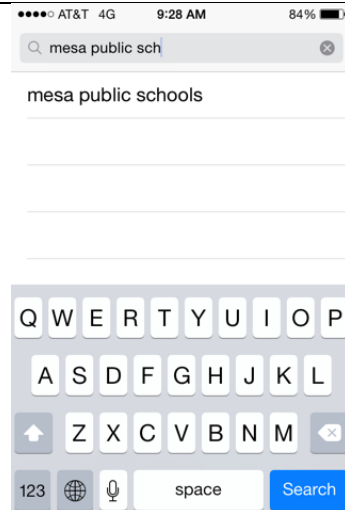 AT&T 4G 9:28 AM 84%
mesa public sch
mesa public schools
Q W E R T Y U I O P
A S D F G H J K L
Z X C V B N M
123 space Search